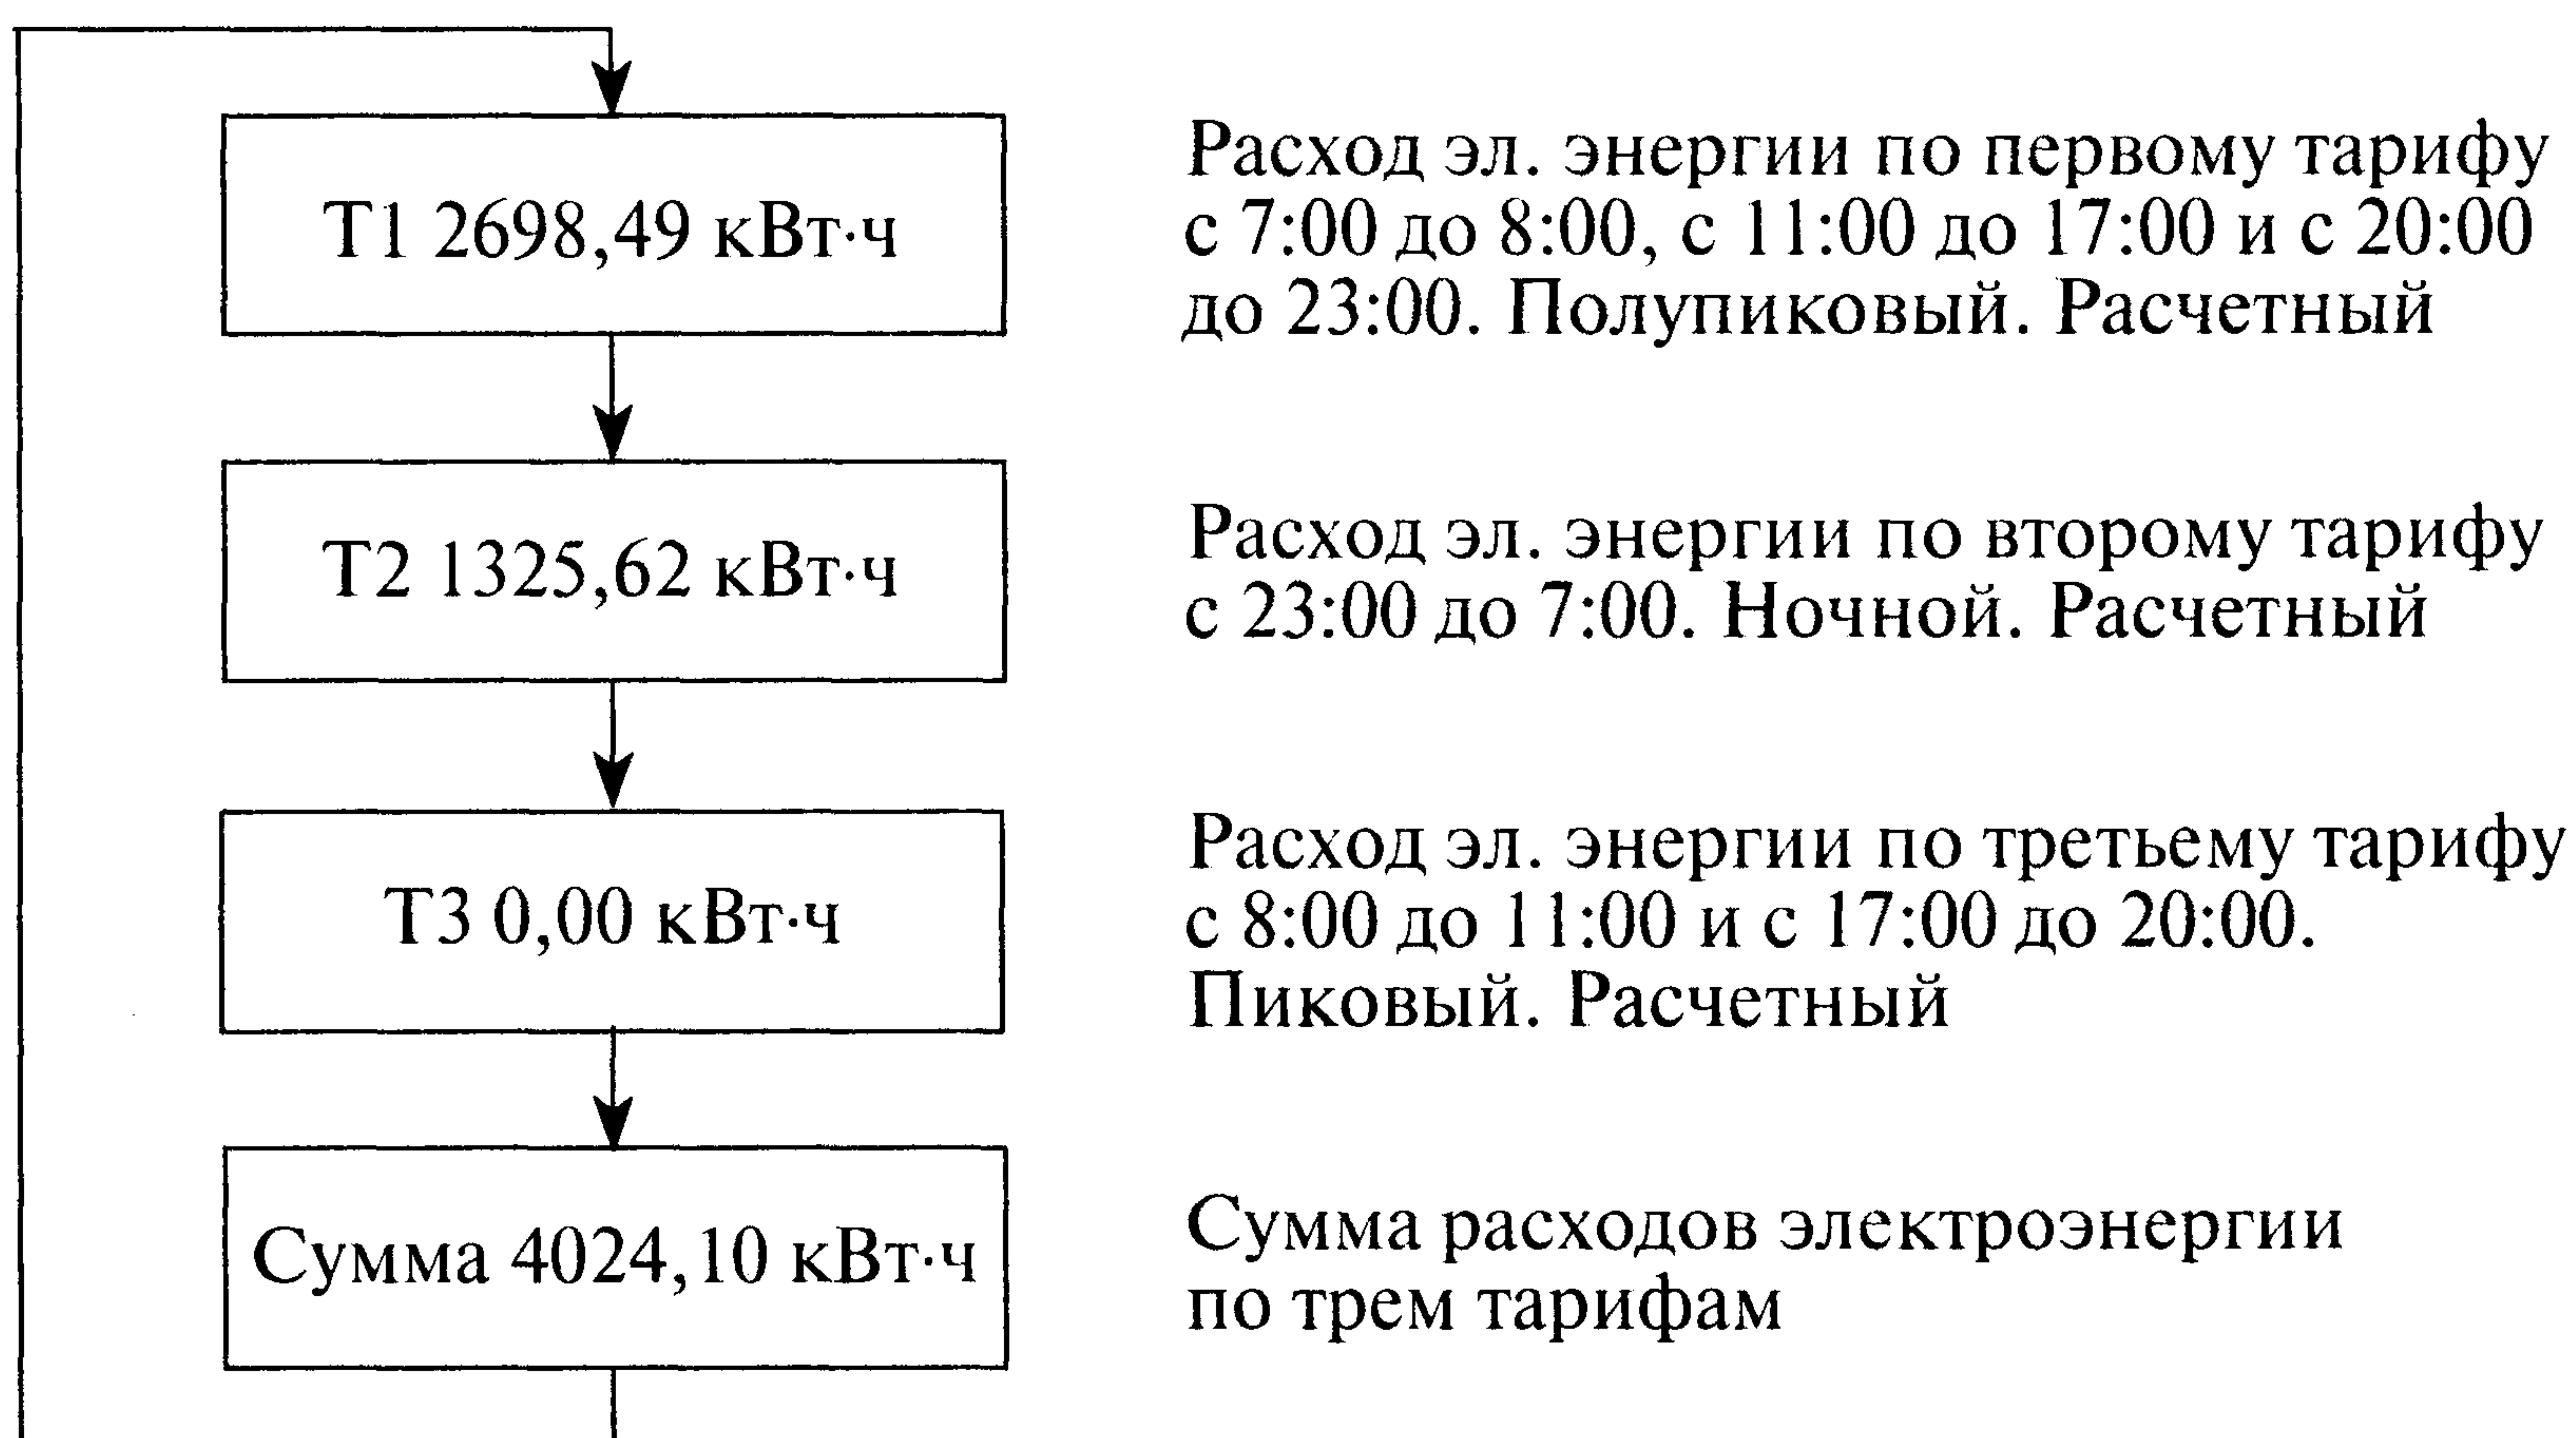 Т1 2698,49 кВт·ч
Расход эл. энергии по первому тарифу
с 7:00 до 8:00, с 11:00 до 17:00 и с 20:00
до 23:00. Полупиковый. Расчетный
Т2 1325,62 кВт·ч
Расход эл. энергии по второму тарифу
с 23:00 до 7:00. Ночной. Расчетный
Т3 0,00 кВт·ч
Расход эл. энергии по третьему тарифу
с 8:00 до 11:00 и с 17:00 до 20:00.
Пиковый. Расчетный
Сумма 4024,10 кВт·ч
Сумма расходов электроэнергии
по трем тарифам